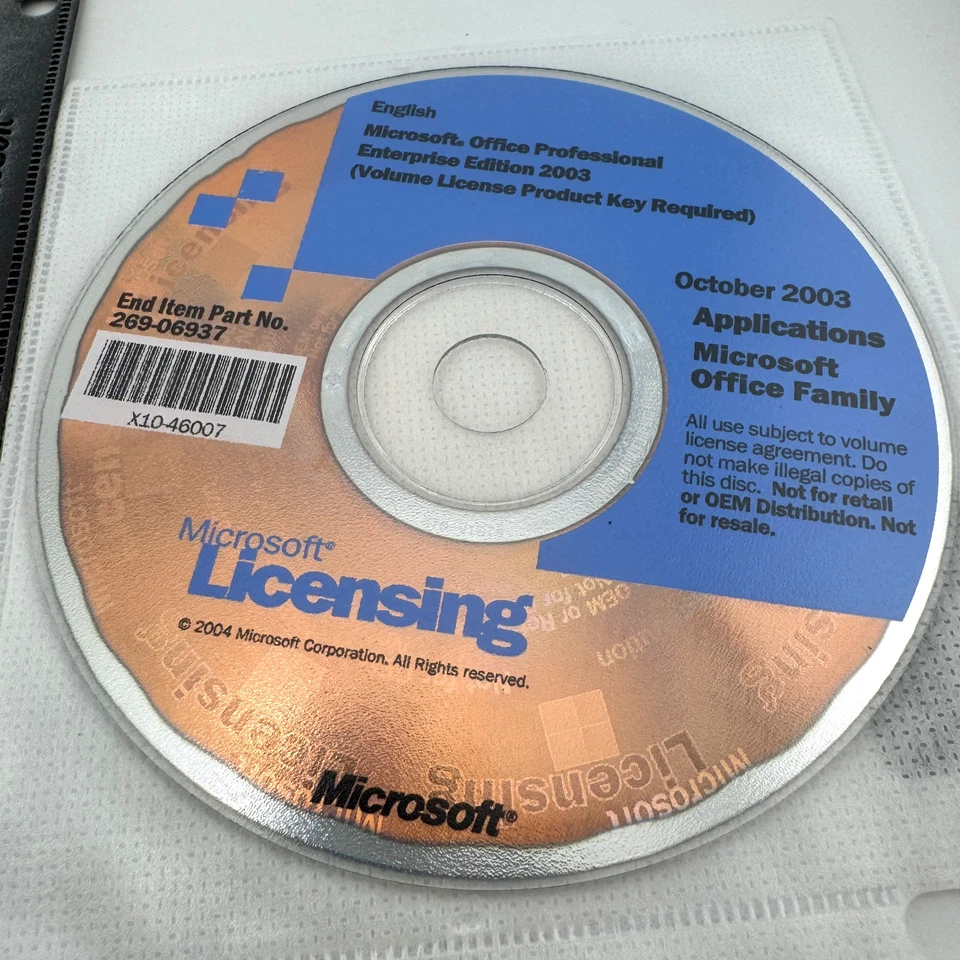 English
Microsoft® Office Professional
Enterprise Edition 2003
(Volume License Product Key Required)
October 2003
Applications
Microsoft
Office Family
All use subject to volume
license agreement. Do
not make illegal copies of
this disc. Not for retail
or OEM Distribution. Not
for resale.
End Item Part No.
269-06937
X10-46007
Microsoft®
Licensing
© 2004 Microsoft Corporation. All Rights reserved.
Licensing
Microsoft
Microsoft®